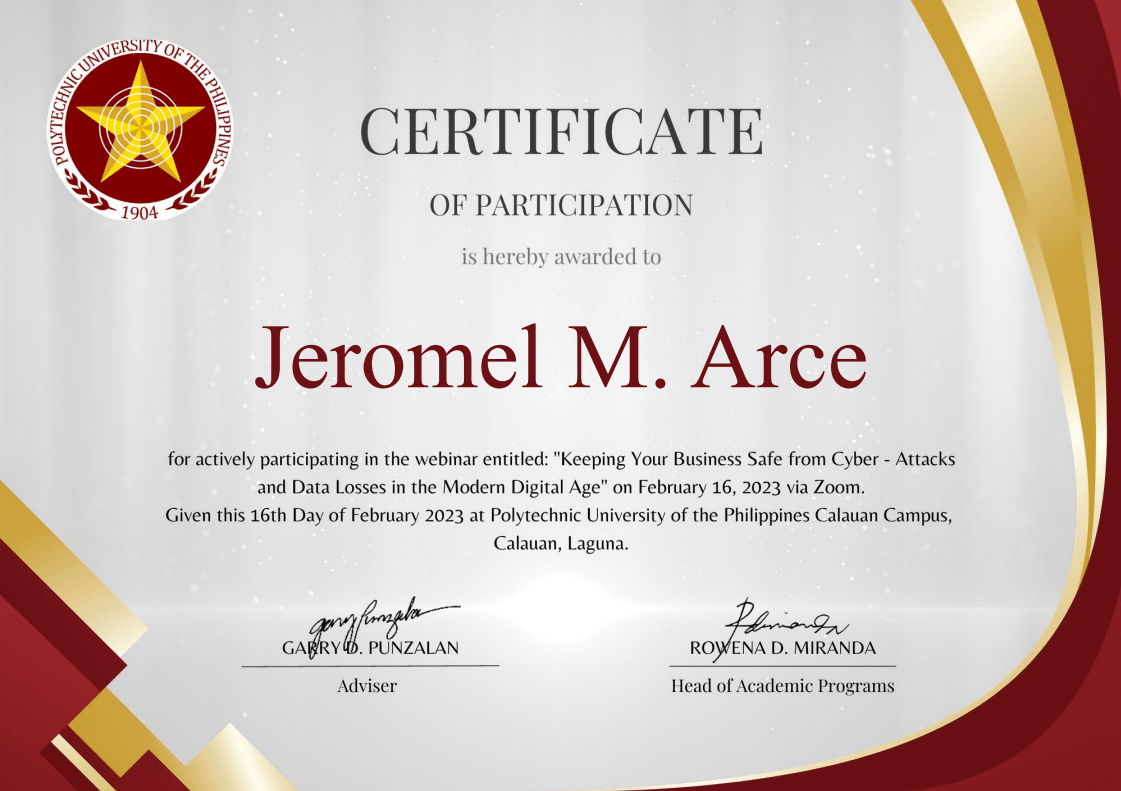 POLYTECHNIC UNIVERSITY OF THE PHILIPPINES
1904
CERTIFICATE
OF PARTICIPATION
is hereby awarded to
Jeromel M. Arce
for actively participating in the webinar entitled: "Keeping Your Business Safe from Cyber - Attacks
and Data Losses in the Modern Digital Age" on February 16, 2023 via Zoom.
Given this 16th Day of February 2023 at Polytechnic University of the Philippines Calauan Campus,
Calauan, Laguna.
GARRY D. PUNZALAN
Adviser
ROWENA D. MIRANDA
Head of Academic Programs